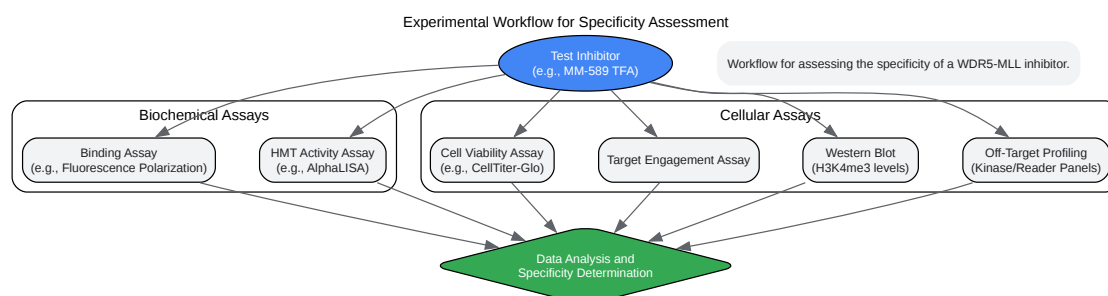 Experimental Workflow for Specificity Assessment
Test Inhibitor
(e.g., MM-589 TFA)
Workflow for assessing the specificity of a WDR5-MLL inhibitor.
Biochemical Assays
Cellular Assays
Binding Assay
(e.g., Fluorescence Polarization)
HMT Activity Assay
(e.g., AlphaLISA)
Cell Viability Assay
(e.g., CellTiter-Glo)
Target Engagement Assay
Western Blot
(H3K4me3 levels)
Off-Target Profiling
(Kinase/Reader Panels)
Data Analysis and
Specificity Determination